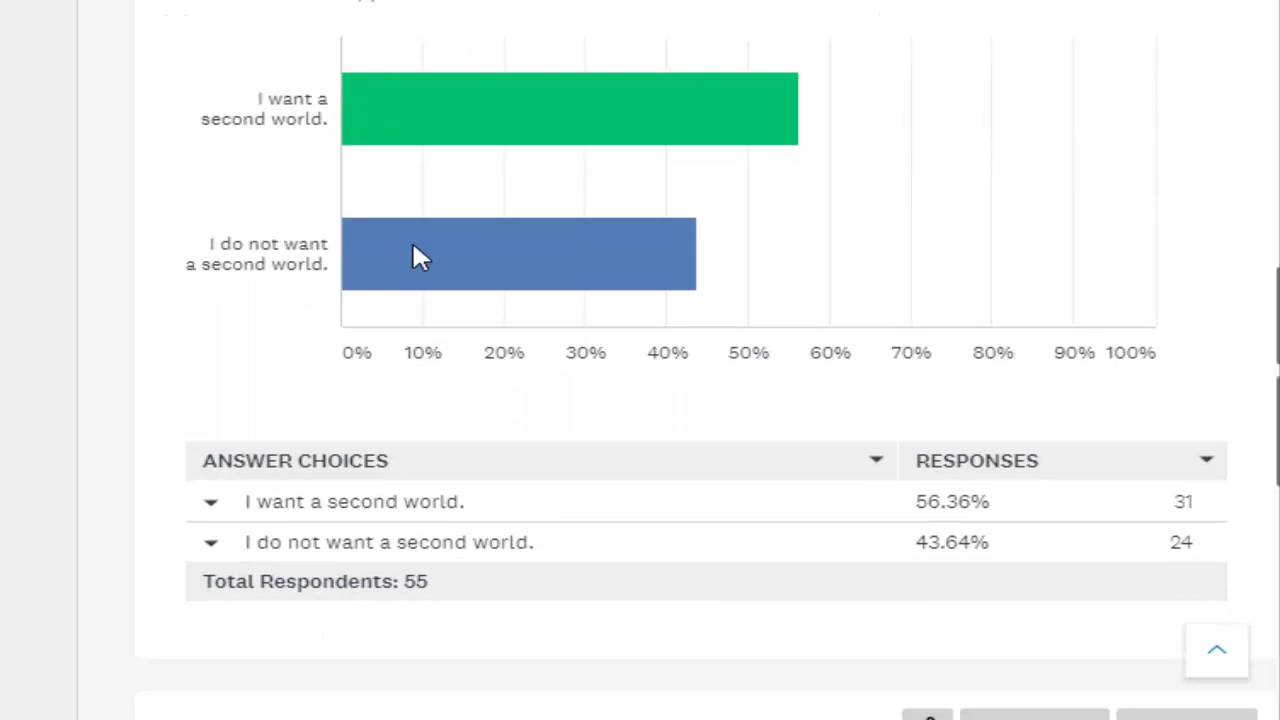 I want a
second world.
I do not want
a second world.
0% 10% 20% 30% 40% 50% 60% 70% 80% 90% 100%
ANSWER CHOICES RESPONSES
I want a second world. 56.36% 31
I do not want a second world. 43.64% 24
Total Respondents: 55